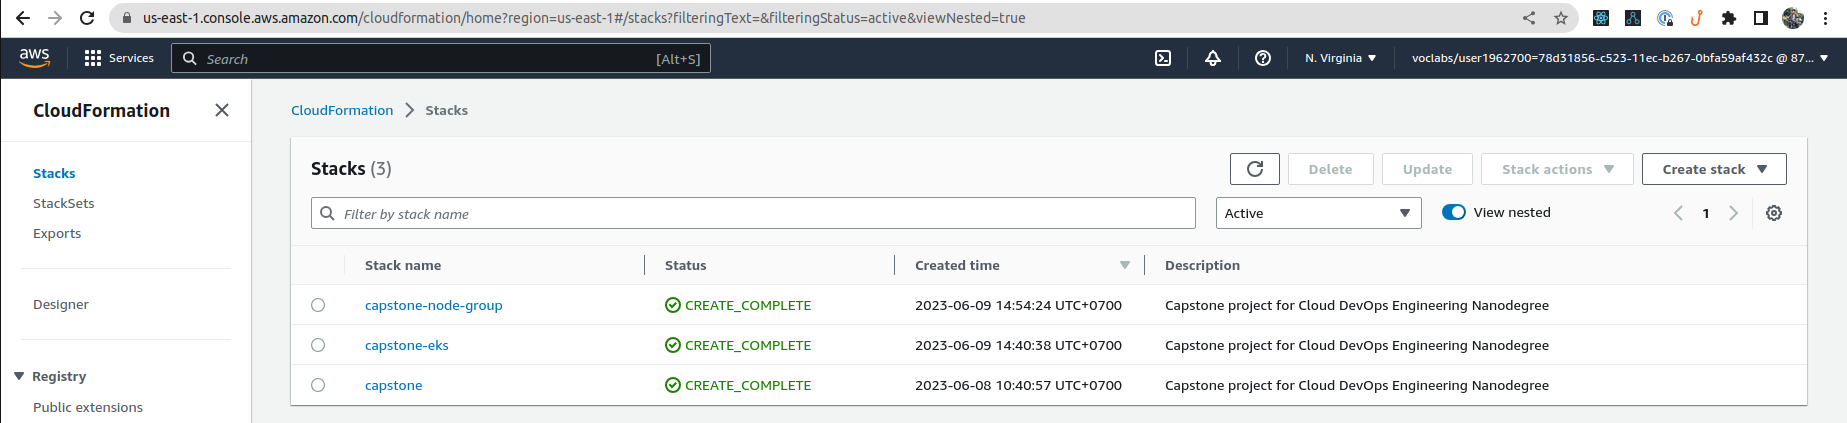 us-east-1.console.aws.amazon.com/cloudformation/home?region=us-east-1#/stacks?filteringText=&filteringStatus=active&viewNested=true
aws Services Search [Alt+S] N. Virginia voclabs/user1962700=78d31856-c523-11ec-b267-0bfa59af432c @ 87...
CloudFormation
Stacks
StackSets
Exports
Designer
Registry
Public extensions
CloudFormation Stacks
Stacks (3) Delete Update Stack actions Create stack
Filter by stack name Active View nested 1
Stack name Status Created time Description
capstone-node-group CREATE_COMPLETE 2023-06-09 14:54:24 UTC+0700 Capstone project for Cloud DevOps Engineering Nanodegree
capstone-eks CREATE_COMPLETE 2023-06-09 14:40:38 UTC+0700 Capstone project for Cloud DevOps Engineering Nanodegree
capstone CREATE_COMPLETE 2023-06-08 10:40:57 UTC+0700 Capstone project for Cloud DevOps Engineering Nanodegree